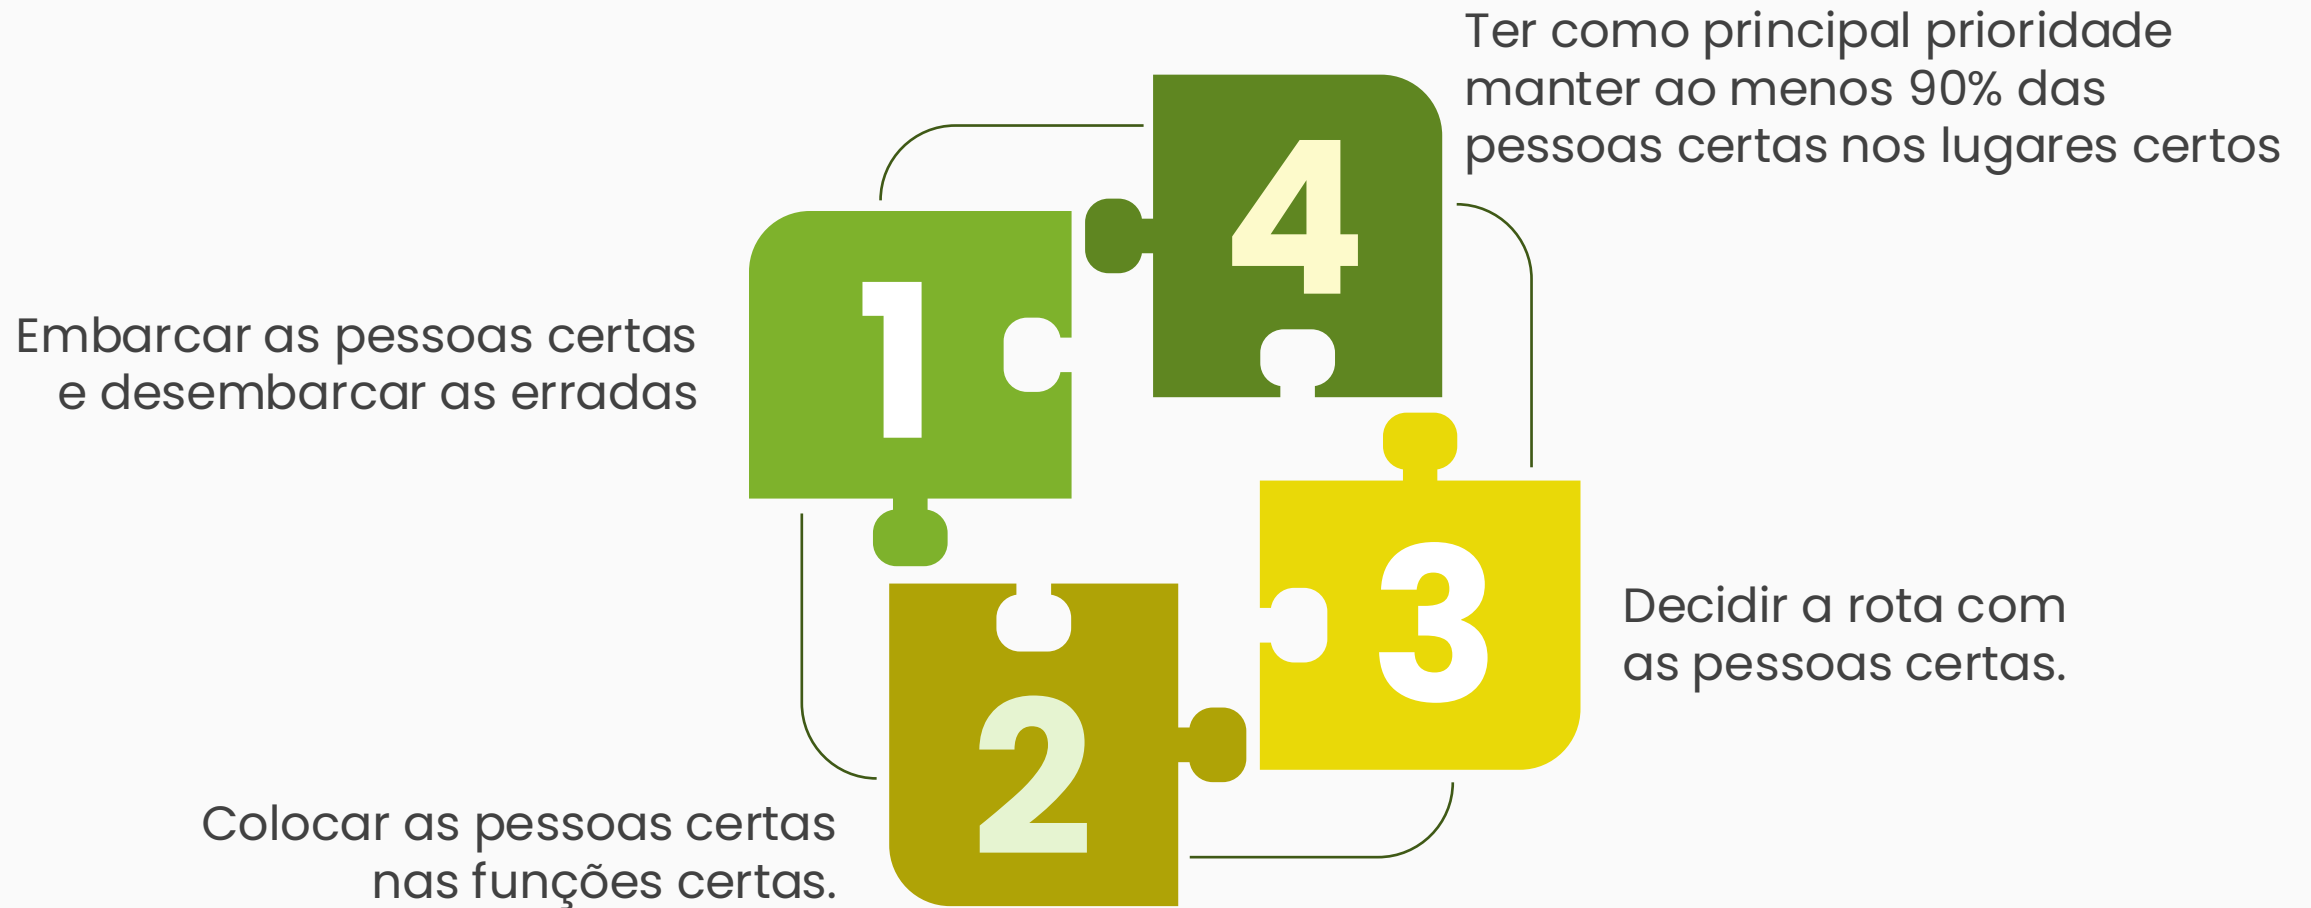 1
Embarcar as pessoas certas
e desembarcar as erradas
2
Colocar as pessoas certas
nas funções certas.
3
Decidir a rota com
as pessoas certas.
4
Ter como principal prioridade
manter ao menos 90% das
pessoas certas nos lugares certos